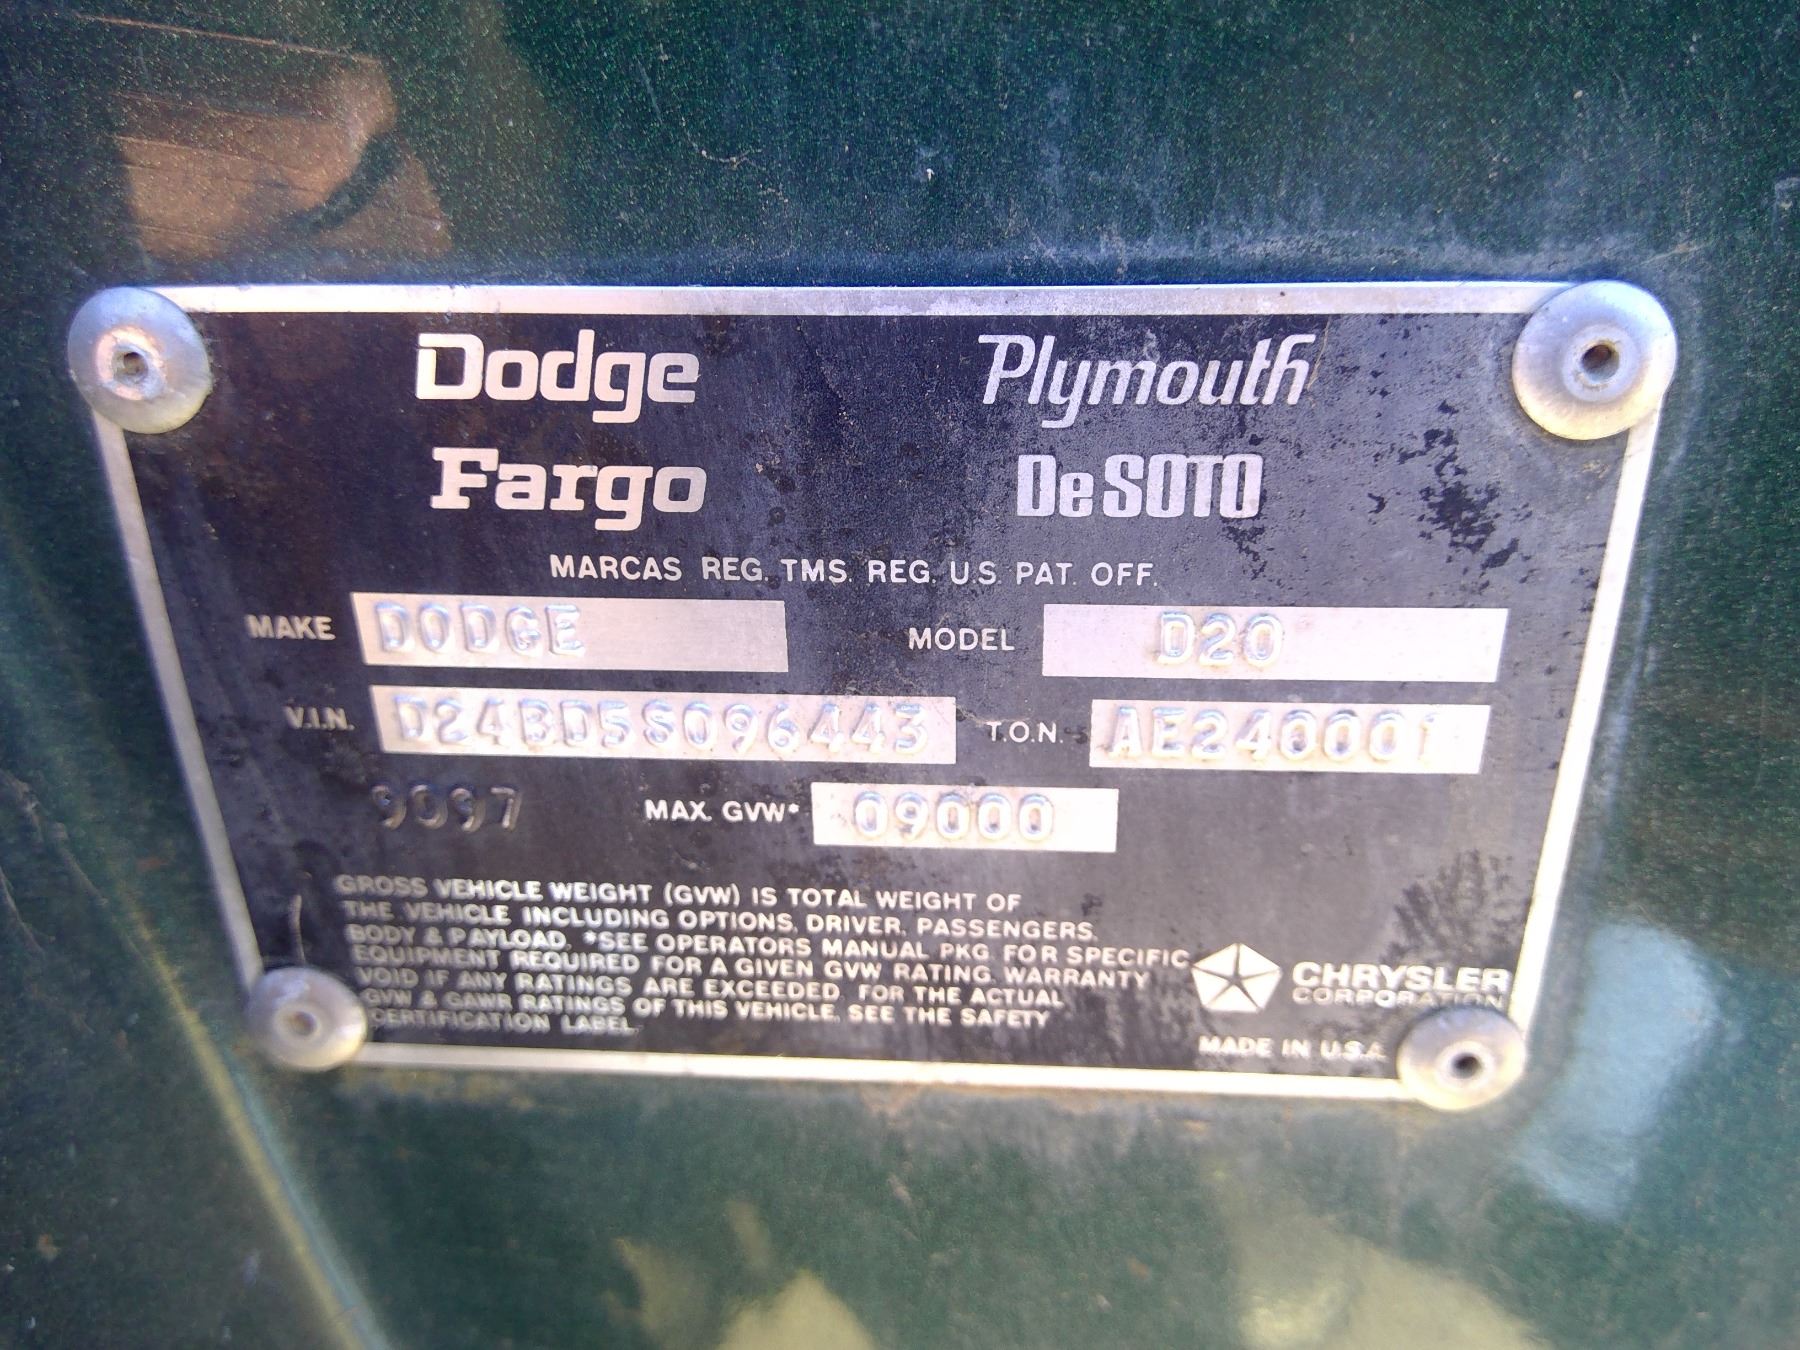 Dodge Plymouth
Fargo DeSOTO
MARCAS REG. TMS. REG. U.S. PAT. OFF.
MAKE DODGE MODEL D20
V.I.N. D24BD5S096443 T.O.N. AE240001
9097 MAX. GVW* 09000
GROSS VEHICLE WEIGHT (GVW) IS TOTAL WEIGHT OF
THE VEHICLE INCLUDING OPTIONS, DRIVER, PASSENGERS,
BODY & PAYLOAD. *SEE OPERATORS MANUAL PKG FOR SPECIFIC
EQUIPMENT REQUIRED FOR A GIVEN GVW RATING. WARRANTY
VOID IF ANY RATINGS ARE EXCEEDED. FOR THE ACTUAL
GVW & GAWR RATINGS OF THIS VEHICLE, SEE THE SAFETY
CERTIFICATION LABEL.
CHRYSLER
CORPORATION
MADE IN U.S.A.